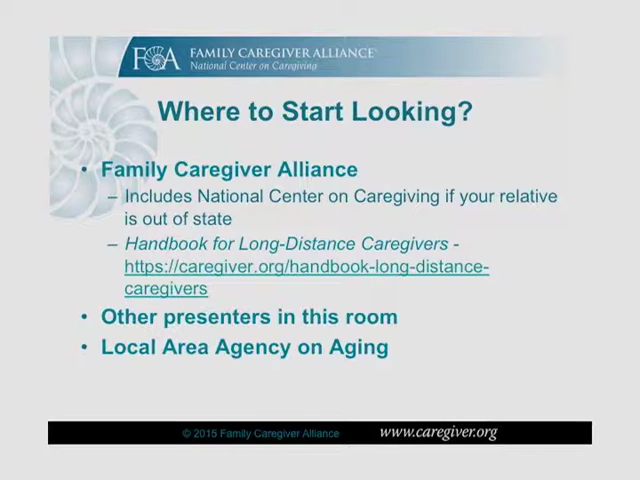 FCA FAMILY CAREGIVER ALLIANCE®
National Center on Caregiving
Where to Start Looking?
• Family Caregiver Alliance
– Includes National Center on Caregiving if your relative
is out of state
– Handbook for Long-Distance Caregivers -
https://caregiver.org/handbook-long-distance-
caregivers
• Other presenters in this room
• Local Area Agency on Aging
© 2015 Family Caregiver Alliance www.caregiver.org